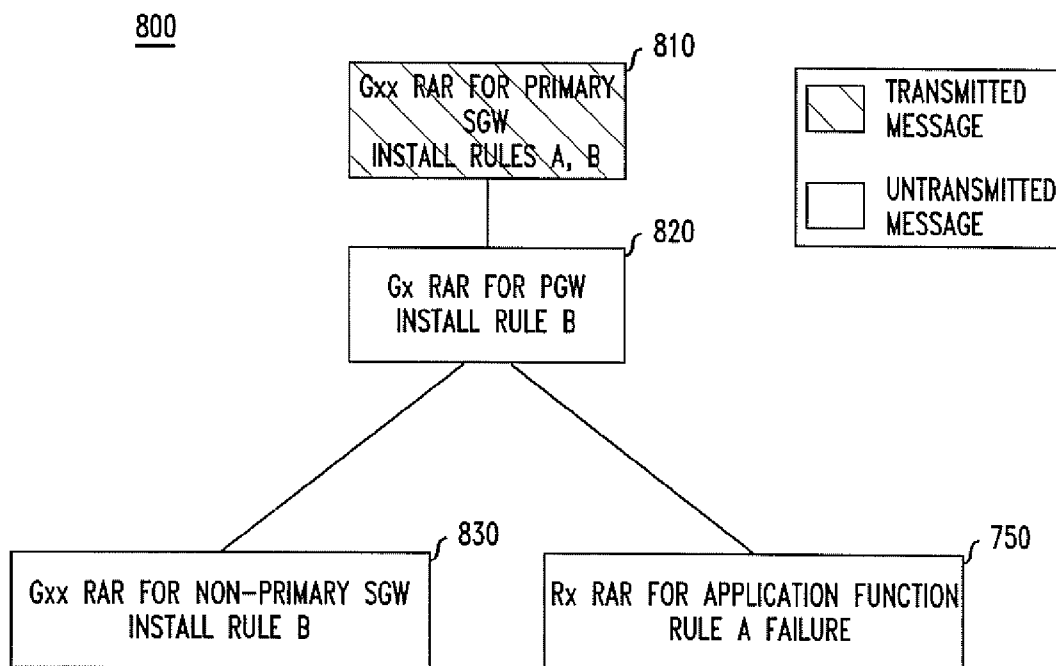 800
810
Gxx RAR FOR PRIMARY
SGW
INSTALL RULES A, B
TRANSMITTED
MESSAGE
UNTRANSMITTED
MESSAGE
820
Gx RAR FOR PGW
INSTALL RULE B
830
Gxx RAR FOR NON-PRIMARY SGW
INSTALL RULE B
750
Rx RAR FOR APPLICATION FUNCTION
RULE A FAILURE